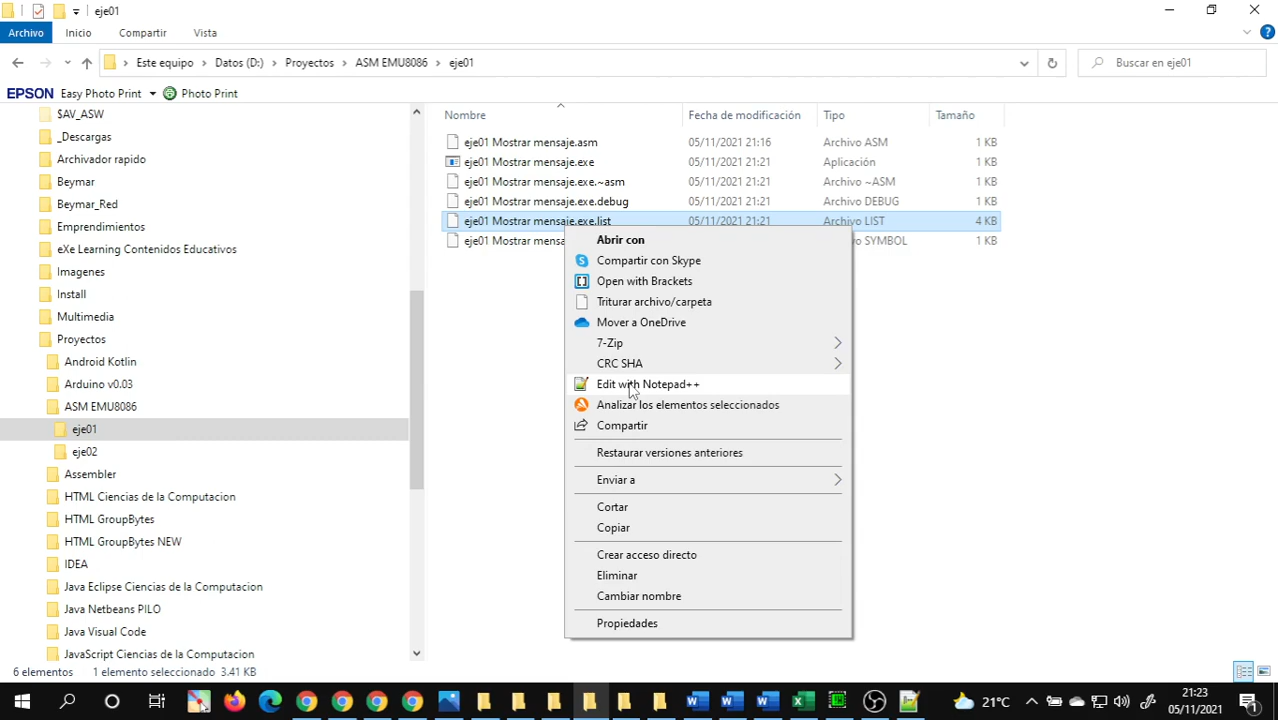 eje01
Archivo
Inicio
Compartir
Vista
Este equipo
Datos (D:)
Proyectos
ASM EMU8086
eje01
Buscar en eje01
EPSON
Easy Photo Print
Photo Print
$AV_ASW
_Descargas
Archivador rapido
Beymar
Beymar_Red
Emprendimientos
eXe Learning Contenidos Educativos
Imagenes
Install
Multimedia
Proyectos
Android Kotlin
Arduino v0.03
ASM EMU8086
eje01
eje02
Assembler
HTML Ciencias de la Computacion
HTML GroupBytes
HTML GroupBytes NEW
IDEA
Java Eclipse Ciencias de la Computacion
Java Netbeans PILO
Java Visual Code
JavaScript Ciencias de la Computacion
Nombre Fecha de modificación Tipo Tamaño
eje01 Mostrar mensaje.asm 05/11/2021 21:16 Archivo ASM 1 KB
eje01 Mostrar mensaje.exe 05/11/2021 21:21 Aplicación 1 KB
eje01 Mostrar mensaje.exe.~asm 05/11/2021 21:21 Archivo ~ASM 1 KB
eje01 Mostrar mensaje.exe.debug 05/11/2021 21:21 Archivo DEBUG 1 KB
eje01 Mostrar mensaje.exe.list 05/11/2021 21:21 Archivo LIST 4 KB
eje01 Mostrar mensa SYMBOL 1 KB
Abrir con
Compartir con Skype
Open with Brackets
Triturar archivo/carpeta
Mover a OneDrive
7-Zip
CRC SHA
Edit with Notepad++
Analizar los elementos seleccionados
Compartir
Restaurar versiones anteriores
Enviar a
Cortar
Copiar
Crear acceso directo
Eliminar
Cambiar nombre
Propiedades
6 elementos 1 elemento seleccionado 3.41 KB
21°C
21:23
05/11/2021